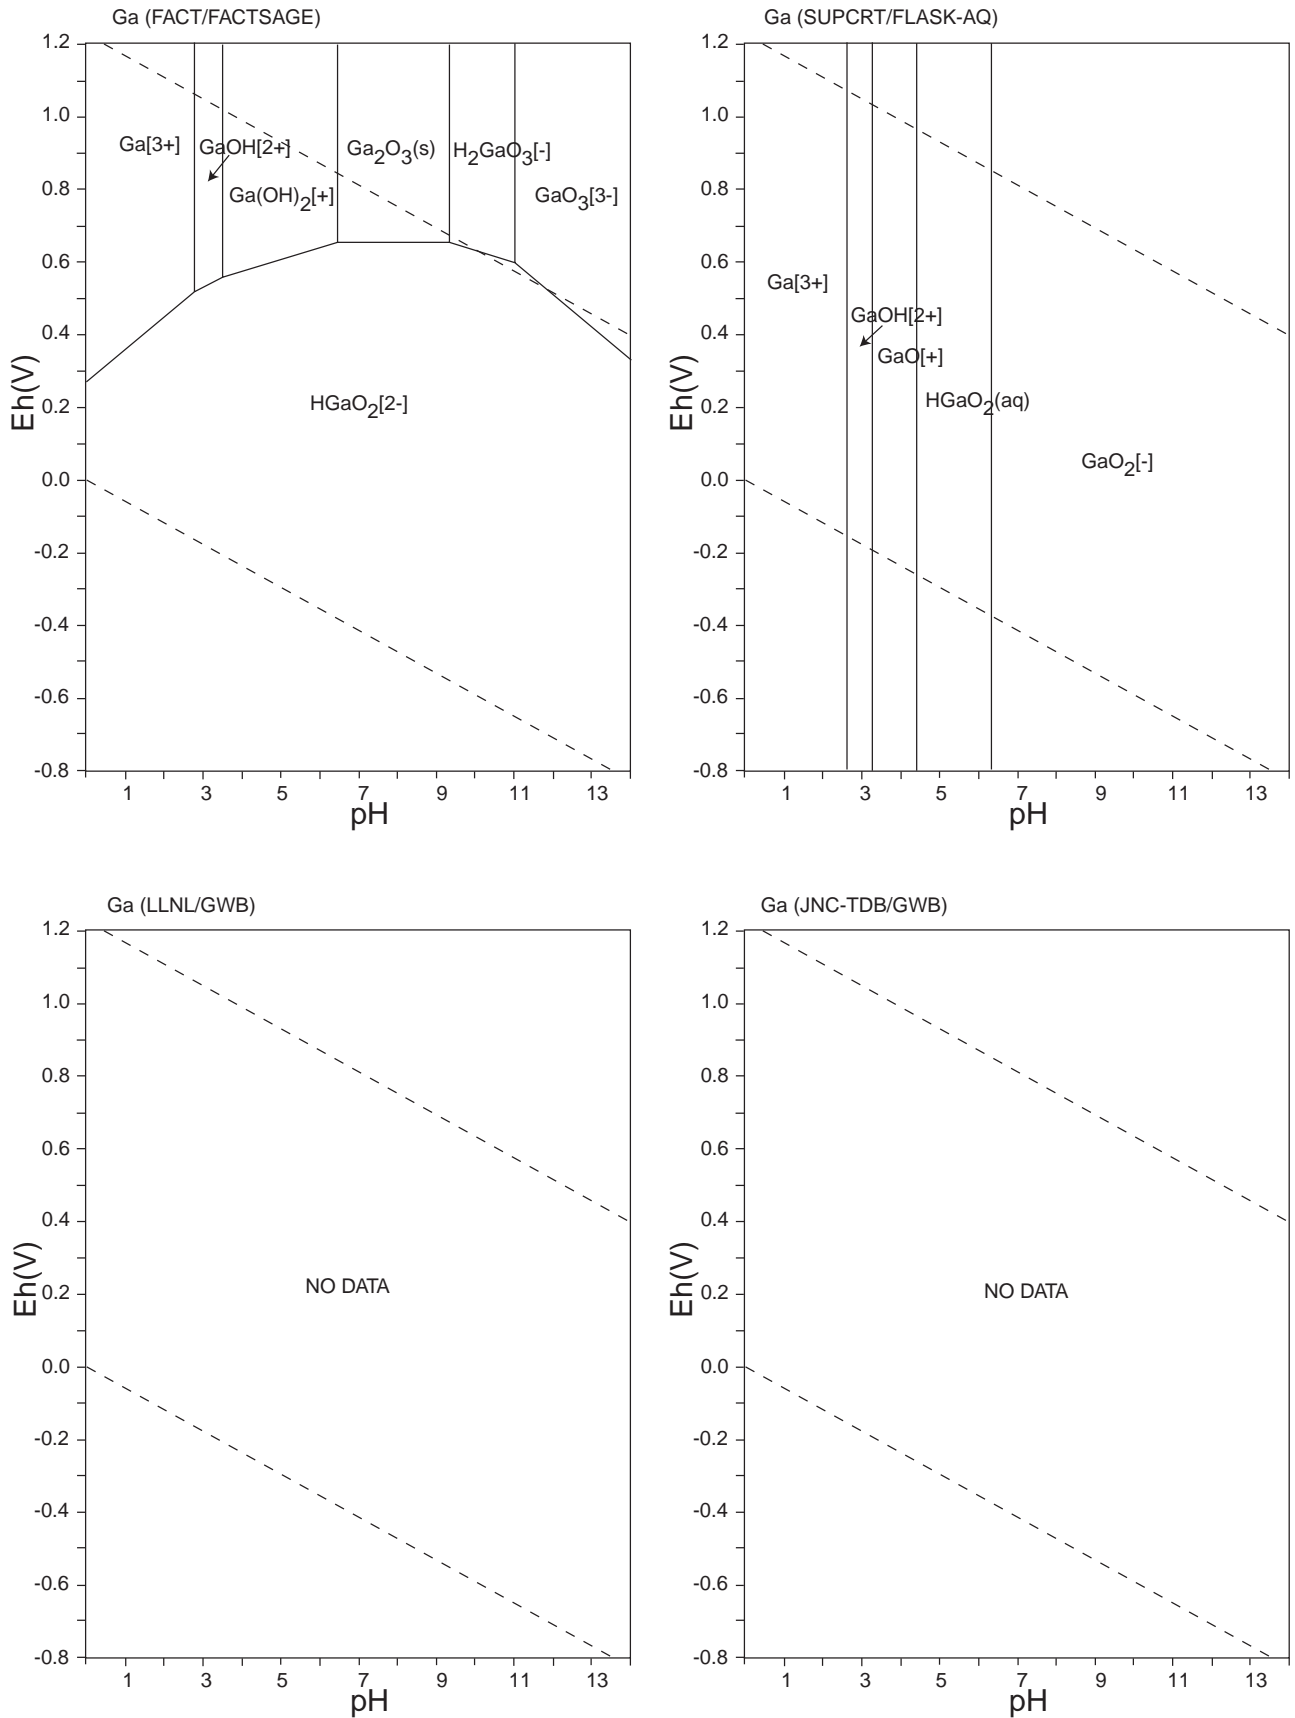 Ga (FACT/FACTSAGE)
1.2
1.0
0.8
0.6
0.4
0.2
0.0
-0.2
-0.4
-0.6
-0.8
Eh(V)
Ga[3+]
GaOH[2+]
Ga(OH)2[+]
Ga2O3(s)
H2GaO3[-]
GaO3[3-]
HGaO2[2-]
1 3 5 7 9 11 13
pH
Ga (SUPCRT/FLASK-AQ)
1.2
1.0
0.8
0.6
0.4
0.2
0.0
-0.2
-0.4
-0.6
-0.8
Eh(V)
Ga[3+]
GaOH[2+]
GaO[+]
HGaO2(aq)
GaO2[-]
1 3 5 7 9 11 13
pH
Ga (LLNL/GWB)
1.2
1.0
0.8
0.6
0.4
0.2
0.0
-0.2
-0.4
-0.6
-0.8
Eh(V)
NO DATA
1 3 5 7 9 11 13
pH
Ga (JNC-TDB/GWB)
1.2
1.0
0.8
0.6
0.4
0.2
0.0
-0.2
-0.4
-0.6
-0.8
Eh(V)
NO DATA
1 3 5 7 9 11 13
pH